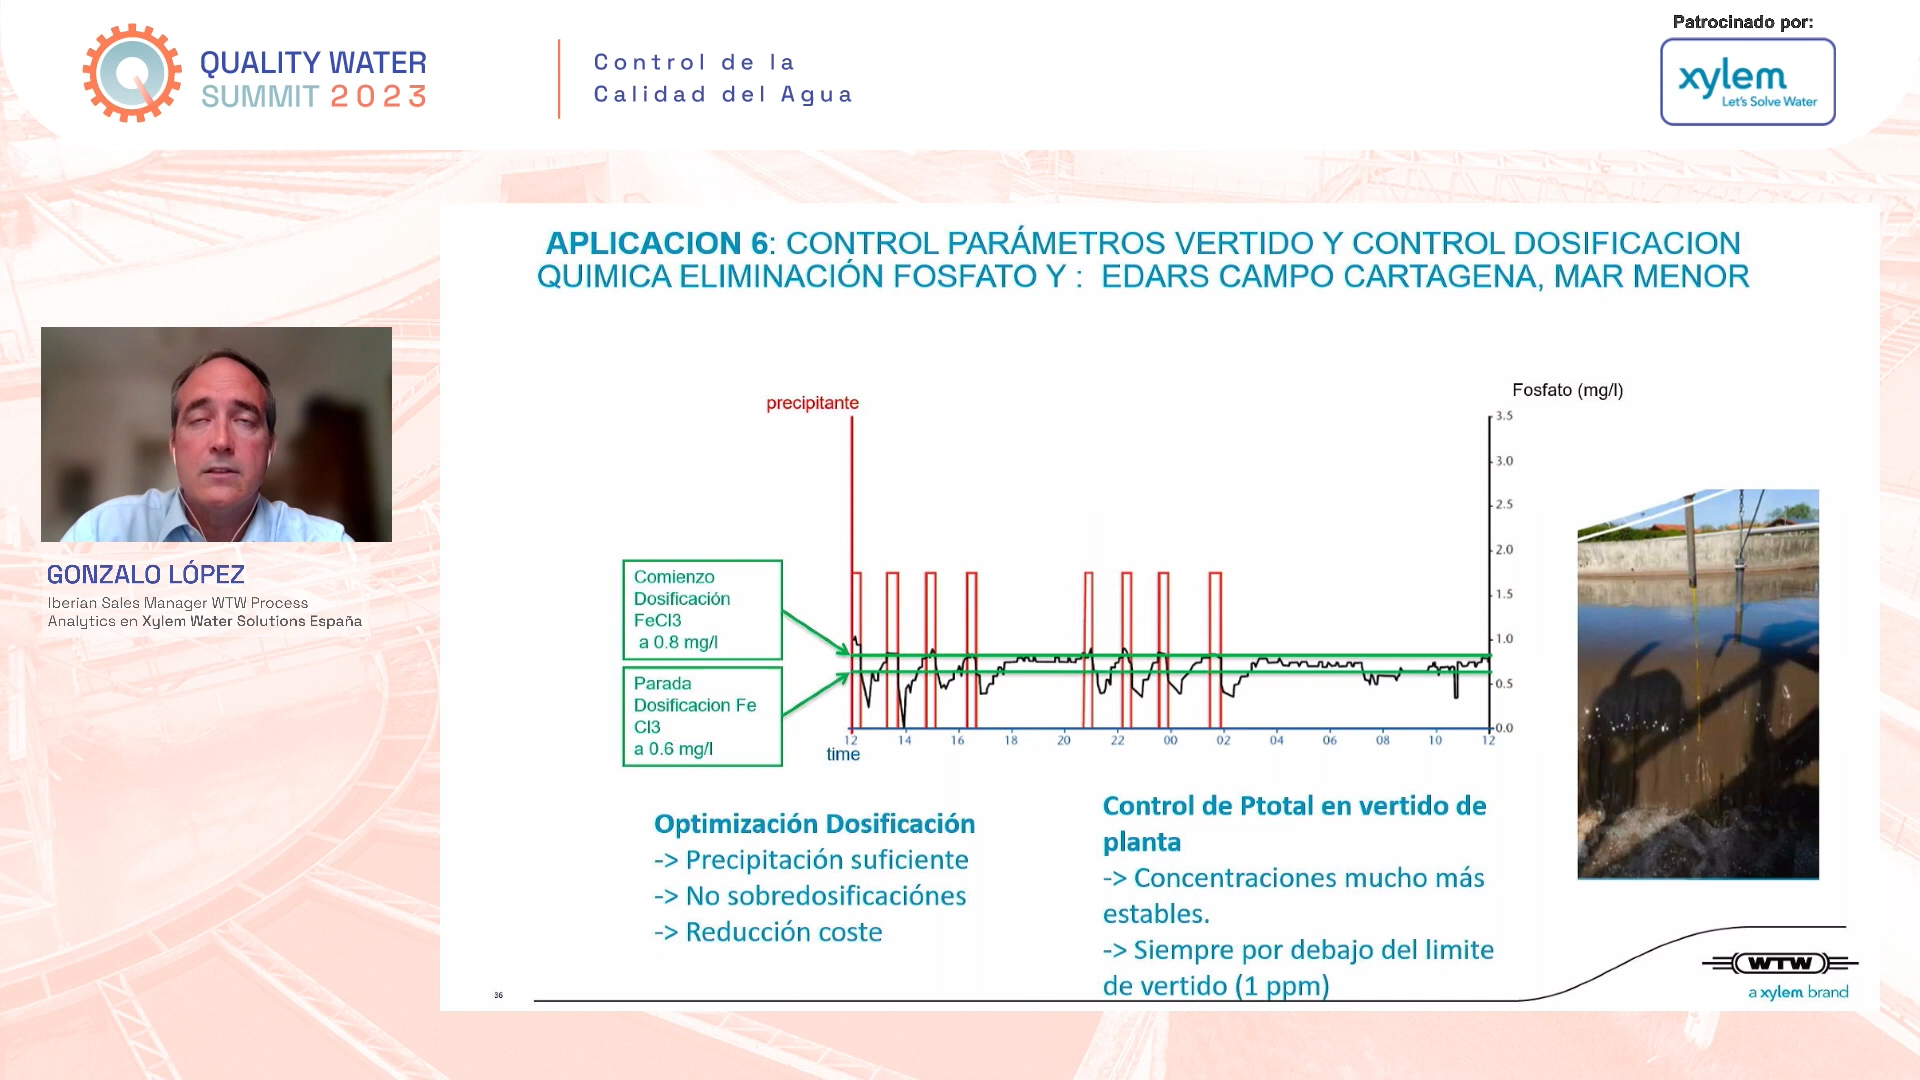 Patrocinado por:
QUALITY WATER
SUMMIT 2023
Control de la
Calidad del Agua
xylem
Let's Solve Water
APLICACION 6: CONTROL PARÁMETROS VERTIDO Y CONTROL DOSIFICACION
QUIMICA ELIMINACIÓN FOSFATO Y : EDARS CAMPO CARTAGENA, MAR MENOR
GONZALO LÓPEZ
Iberian Sales Manager WTW Process
Analytics en Xylem Water Solutions España
precipitante
Fosfato (mg/l)
3.5
3.0
2.5
2.0
1.5
1.0
0.5
0.0
Comienzo
Dosificación
FeCl3
a 0.8 mg/l
Parada
Dosificacion Fe
Cl3
a 0.6 mg/l
12 14 16 18 20 22 00 02 04 06 08 10 12
time
Optimización Dosificación
-> Precipitación suficiente
-> No sobredosificaciónes
-> Reducción coste
Control de Ptotal en vertido de
planta
-> Concentraciones mucho más
estables.
-> Siempre por debajo del limite
de vertido (1 ppm)
36
WTW
a xylem brand